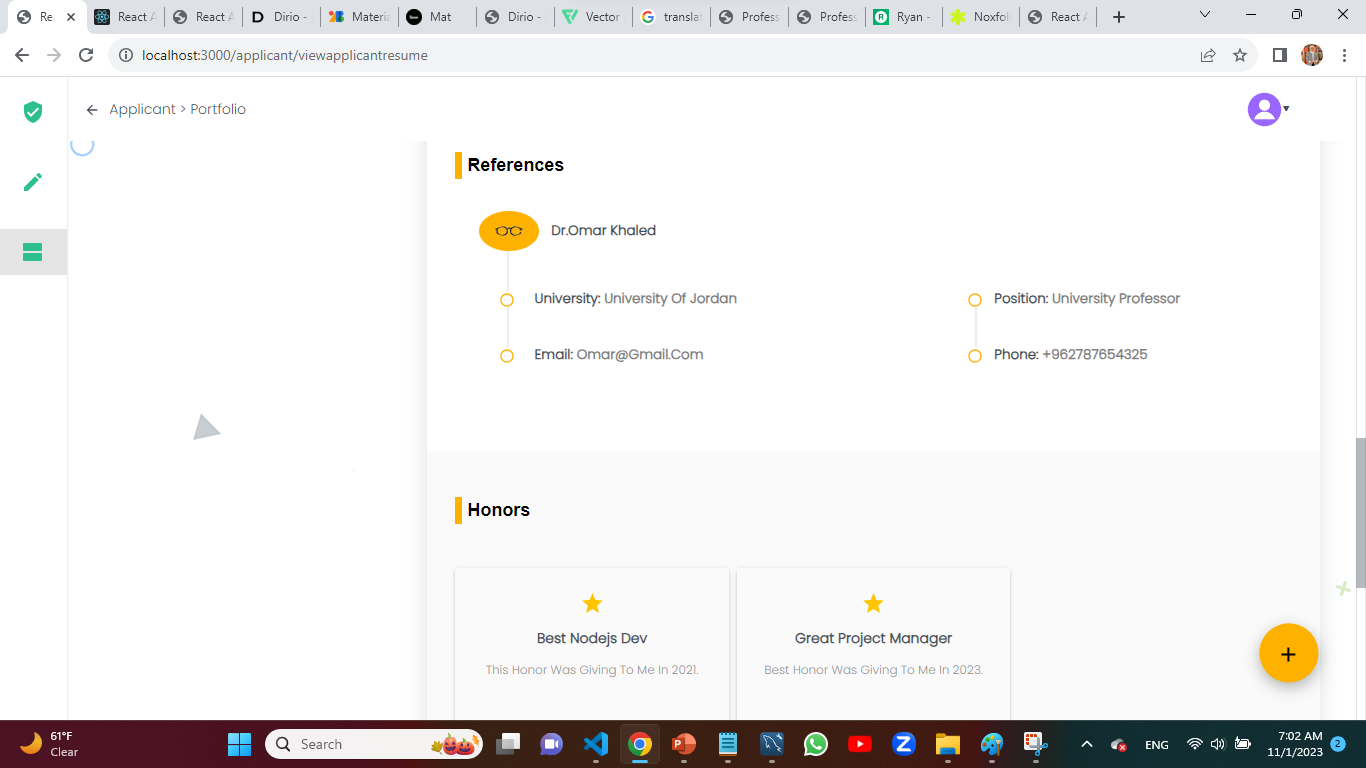 Re
React A
React A
Dirio -
Materia
Mat
Dirio -
Vector
translat
Profess
Profess
Ryan -
Noxfoli
React A
localhost:3000/applicant/viewapplicantresume
Applicant > Portfolio
References
Dr.Omar Khaled
University: University Of Jordan
Position: University Professor
Email: Omar@Gmail.Com
Phone: +962787654325
Honors
Best Nodejs Dev
This Honor Was Giving To Me In 2021.
Great Project Manager
Best Honor Was Giving To Me In 2023.
+
61°F
Clear
Search
ENG
7:02 AM
11/1/2023
2